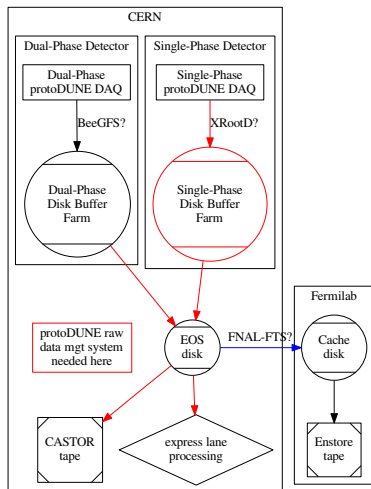 CERN
Dual-Phase Detector
Single-Phase Detector
Dual-Phase
protoDUNE DAQ
Single-Phase
protoDUNE DAQ
BeeGFS?
XRootD?
Dual-Phase
Disk Buffer
Farm
Single-Phase
Disk Buffer
Farm
Fermilab
protoDUNE raw
data mgt system
needed here
EOS
disk
FNAL-FTS?
Cache
disk
CASTOR
tape
express lane
processing
Enstore
tape